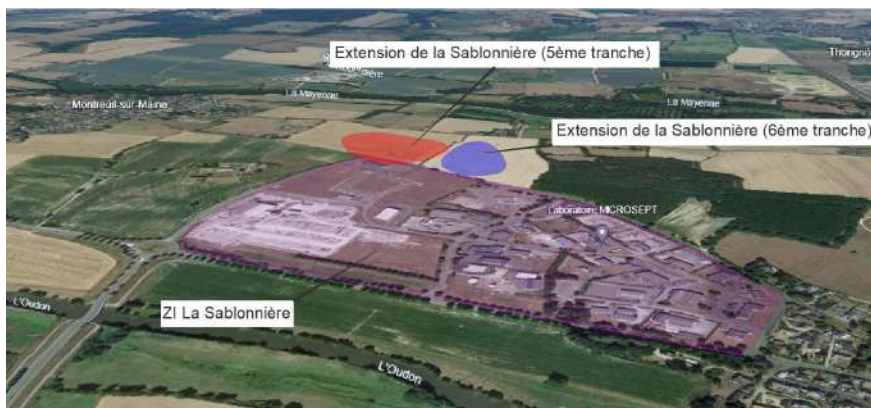 Extension de la Sablonnière (5ème tranche)
Thorigné
La Mayenne
La Mayenne
Montreuil-sur-Maine
Extension de la Sablonnière (6ème tranche)
Laboratoire MICROSEPT
ZI La Sablonnière
L'Oudon
L'Oudon